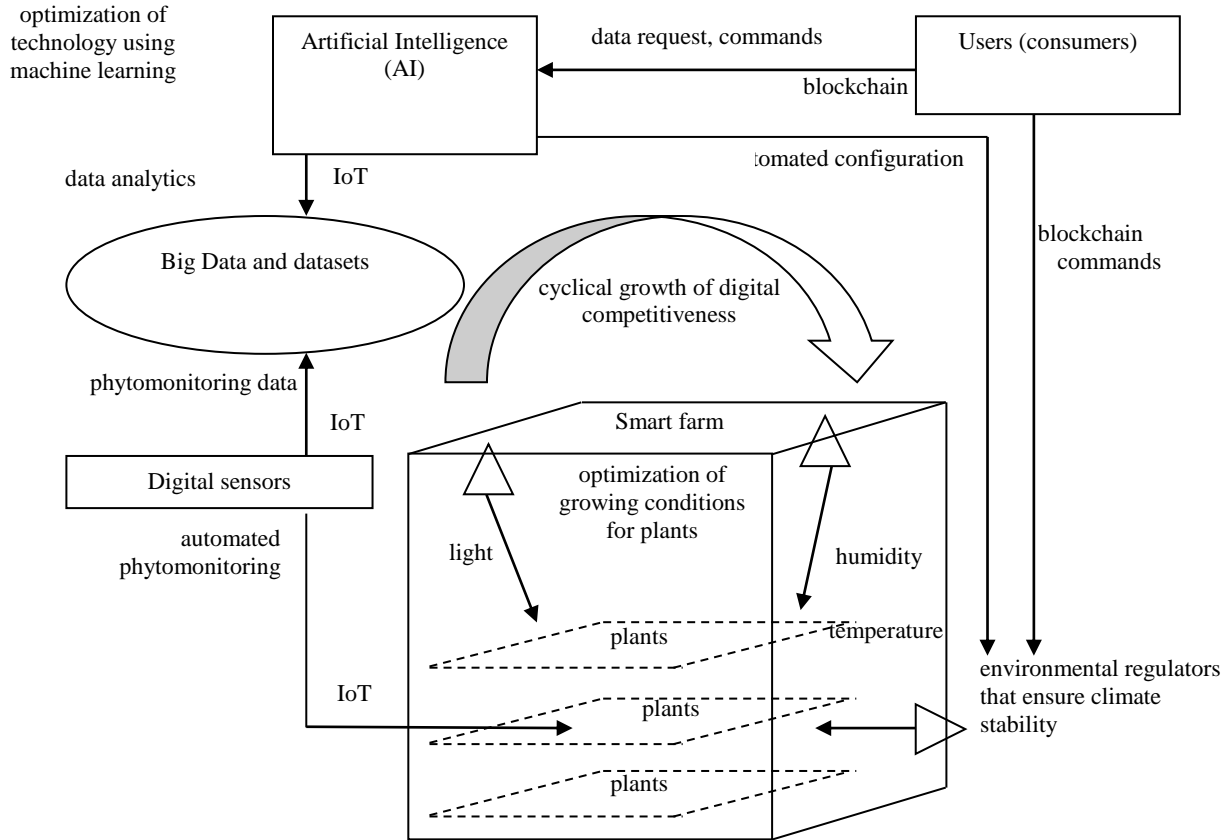 optimization of
technology using
machine learning
Artificial Intelligence
(AI)
data request, commands
blockchain
Users (consumers)
tomated configuration
data analytics
IoT
Big Data and datasets
cyclical growth of digital
competitiveness
blockchain
commands
phytomonitoring data
IoT
Digital sensors
automated
phytomonitoring
IoT
Smart farm
optimization of
growing conditions
for plants
light
humidity
temperature
plants
plants
plants
environmental regulators
that ensure climate
stability